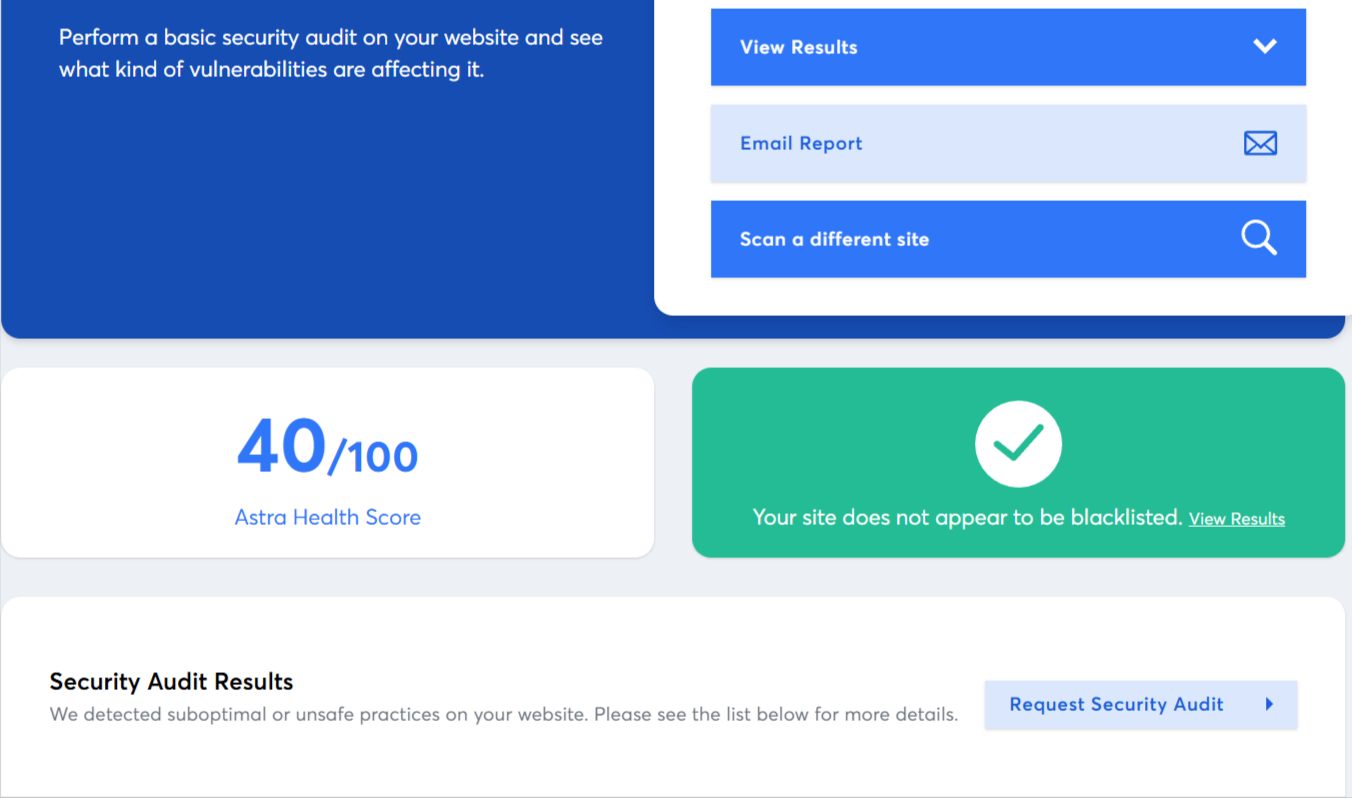 Perform a basic security audit on your website and see
what kind of vulnerabilities are affecting it.
View Results
Email Report
Scan a different site
40/100
Astra Health Score
Your site does not appear to be blacklisted. View Results
Security Audit Results
We detected suboptimal or unsafe practices on your website. Please see the list below for more details.
Request Security Audit